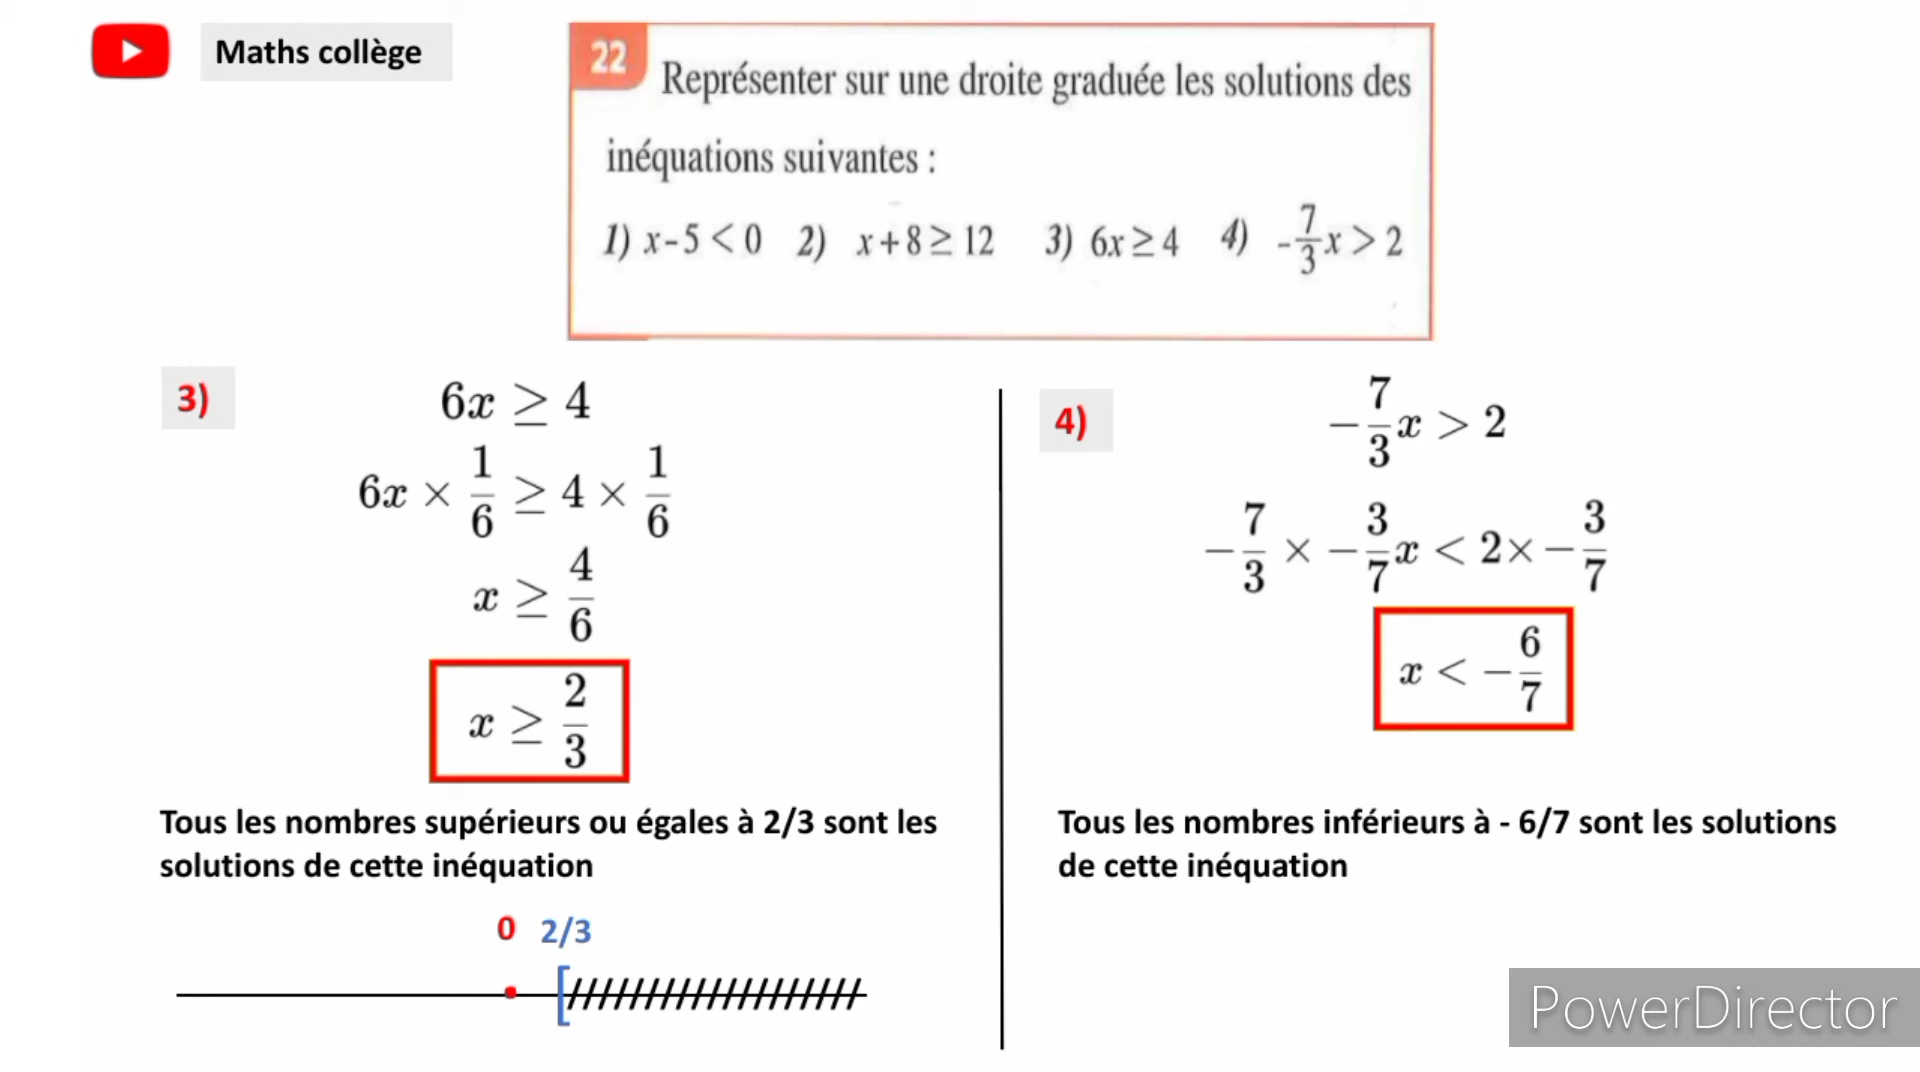 Maths collège
22
Représenter sur une droite graduée les solutions des
inéquations suivantes :
1) x-5 < 0 2) x+8 ≥ 12 3) 6x ≥ 4 4) -7/3 x > 2
3)
6x ≥ 4
6x × 1/6 ≥ 4 × 1/6
x ≥ 4/6
x ≥ 2/3
Tous les nombres supérieurs ou égales à 2/3 sont les
solutions de cette inéquation
0 2/3
4)
-7/3 x > 2
-7/3 × -3/7 x < 2× -3/7
x < -6/7
Tous les nombres inférieurs à - 6/7 sont les solutions
de cette inéquation
PowerDirector